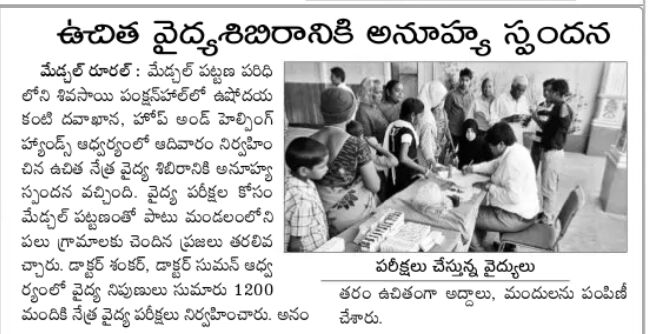 ఉచిత వైద్యశిబిరానికి అనూహ్య స్పందన
మేడ్చల్ రూరల్ : మేడ్చల్ పట్టణ పరిధి
లోని శివసాయి పంక్షన్‌హాల్‌లో ఉషోదయ
కంటి దవాఖాన, హోప్ అండ్ హెల్పింగ్
హ్యాండ్స్ ఆధ్వర్యంలో ఆదివారం నిర్వహిం
చిన ఉచిత నేత్ర వైద్య శిబిరానికి అనూహ్య
స్పందన వచ్చింది. వైద్య పరీక్షల కోసం
మేడ్చల్ పట్టణంతో పాటు మండలంలోని
పలు గ్రామాలకు చెందిన ప్రజలు తరలివ
చ్చారు. డాక్టర్ శంకర్, డాక్టర్ సుమన్ ఆధ్వ
ర్యంలో వైద్య నిపుణులు సుమారు 1200
మందికి నేత్ర వైద్య పరీక్షలు నిర్వహించారు. అనం
పరీక్షలు చేస్తున్న వైద్యులు
తరం ఉచితంగా అద్దాలు, మందులను పంపిణీ
చేశారు.